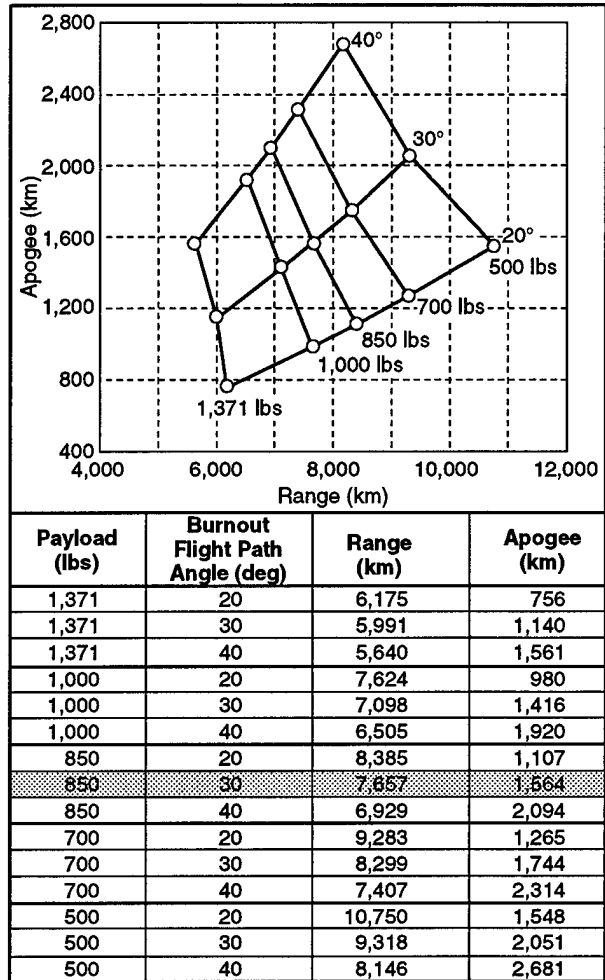 2,800
2,400
2,000
1,600
1,200
800
400
Apogee (km)
40°
30°
20°
500 lbs
700 lbs
850 lbs
1,000 lbs
1,371 lbs
4,000 6,000 8,000 10,000 12,000
Range (km)
Payload (lbs) Burnout Flight Path Angle (deg) Range (km) Apogee (km)
1,371 20 6,175 756
1,371 30 5,991 1,140
1,371 40 5,640 1,561
1,000 20 7,624 980
1,000 30 7,098 1,416
1,000 40 6,505 1,920
850 20 8,385 1,107
850 30 7,657 1,564
850 40 6,929 2,094
700 20 9,283 1,265
700 30 8,299 1,744
700 40 7,407 2,314
500 20 10,750 1,548
500 30 9,318 2,051
500 40 8,146 2,681